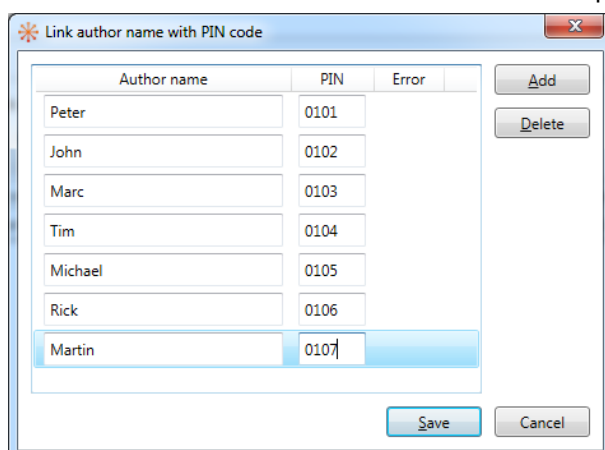 Link author name with PIN code
Author name PIN Error
Add
Peter 0101
Delete
John 0102
Marc 0103
Tim 0104
Michael 0105
Rick 0106
Martin 0107
Save Cancel